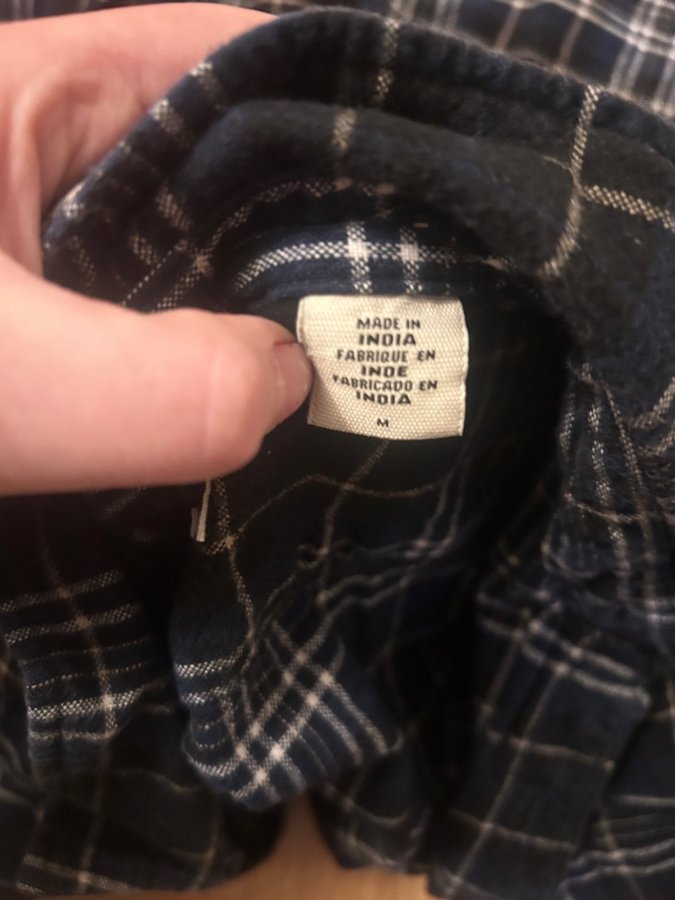 MADE IN
INDIA
FABRIQUE EN
INDE
FABRICADO EN
INDIA
M